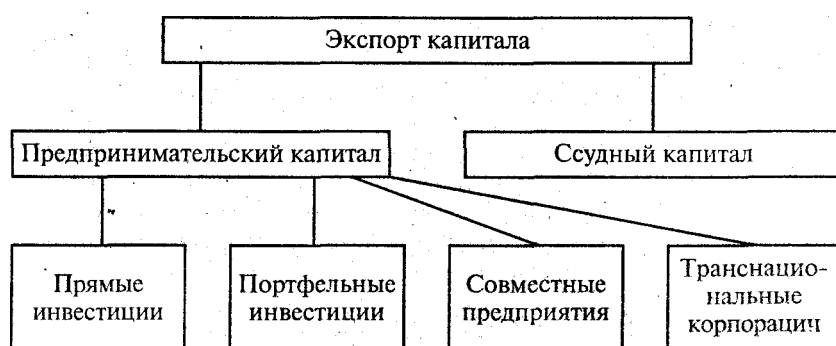 Экспорт капитала
Предпринимательский капитал
Ссудный капитал
Прямые
инвестиции
Портфельные
инвестиции
Совместные
предприятия
Транснацио-
нальные
корпорации